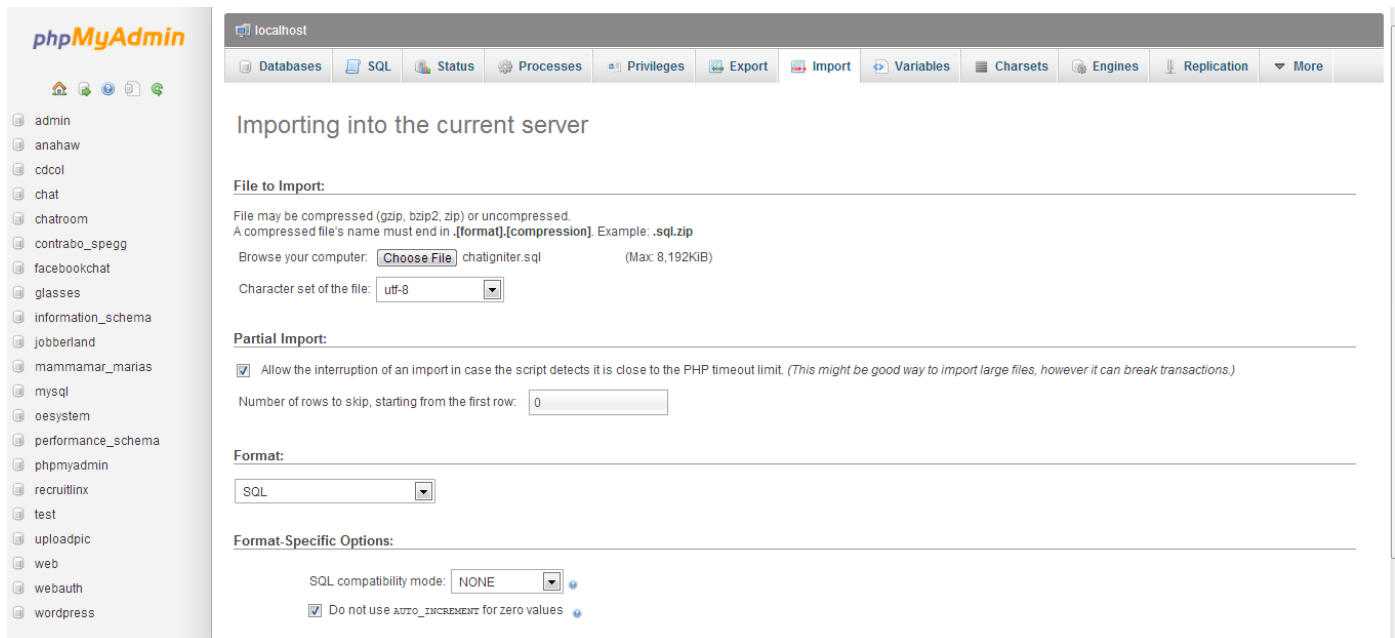 phpMyAdmin
admin
anahaw
cdcol
chat
chatroom
contrabo_spegg
facebookchat
glasses
information_schema
jobberland
mammamar_marias
mysql
oesystem
performance_schema
phpmyadmin
recruitlinx
test
uploadpic
web
webauth
wordpress
localhost
Databases SQL Status Processes Privileges Export Import Variables Charsets Engines Replication More
Importing into the current server
File to Import:
File may be compressed (gzip, bzip2, zip) or uncompressed.
A compressed file's name must end in .[format].[compression]. Example: .sql.zip
Browse your computer: Choose File chatigniter.sql (Max: 8,192KiB)
Character set of the file: utf-8
Partial Import:
Allow the interruption of an import in case the script detects it is close to the PHP timeout limit. (This might be good way to import large files, however it can break transactions.)
Number of rows to skip, starting from the first row: 0
Format:
SQL
Format-Specific Options:
SQL compatibility mode: NONE
Do not use AUTO_INCREMENT for zero values